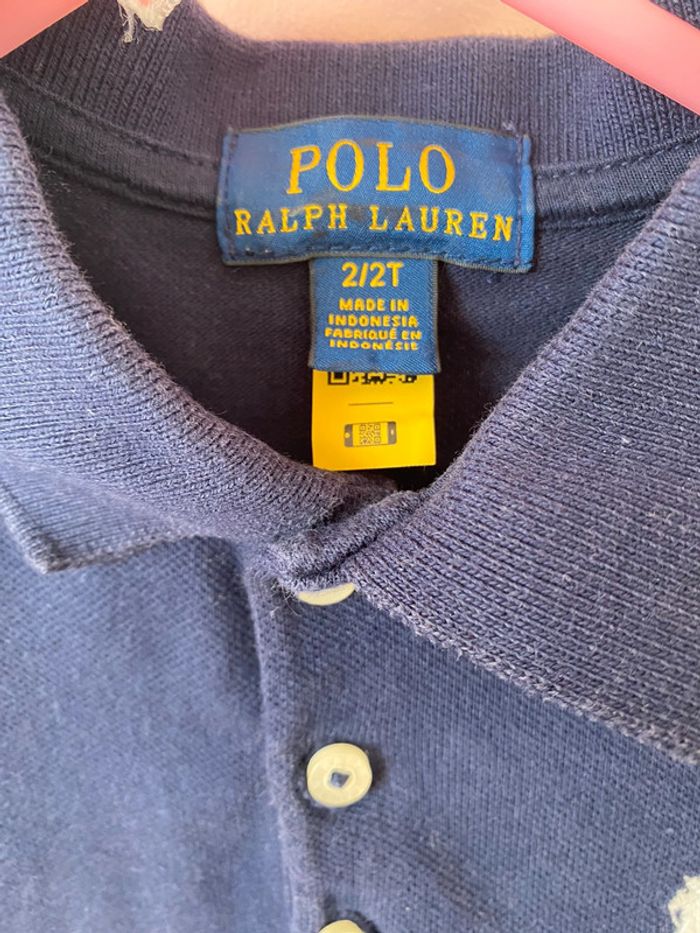 POLO
RALPH LAUREN
2/2T
MADE IN
INDONESIA
FABRIQUÉ EN
INDONÉSIE